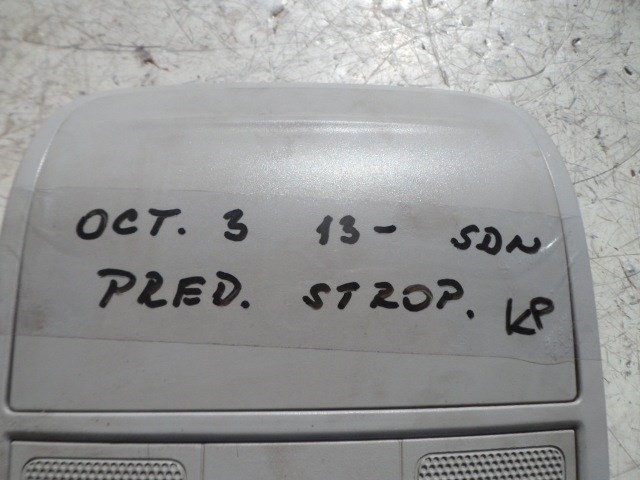 OCT. 3 13- SDN
PRED. STROP. KP